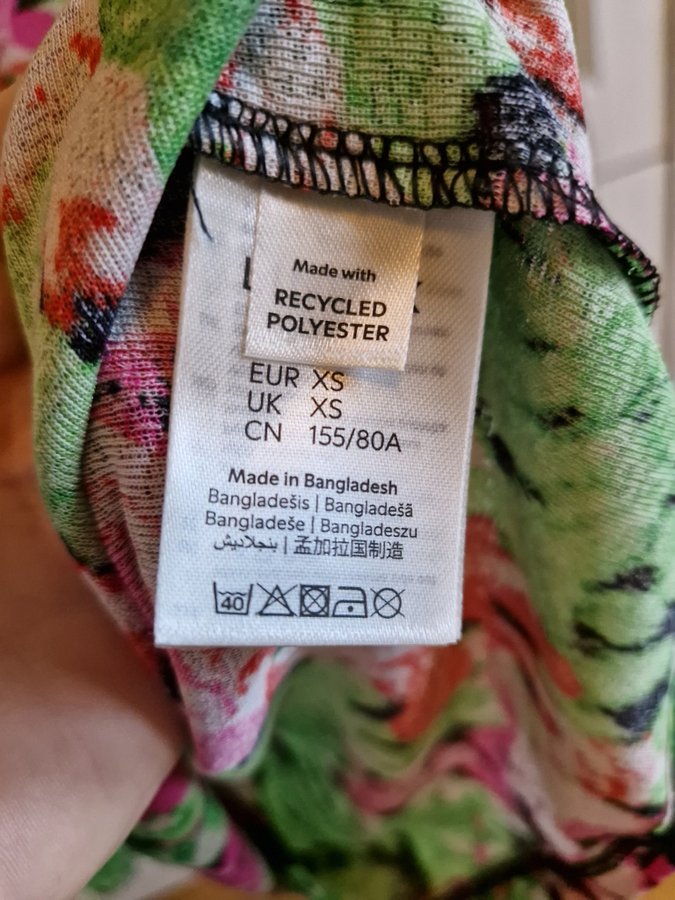 Made with
RECYCLED
POLYESTER
EUR XS
UK XS
CN 155/80A
Made in Bangladesh
Bangladešis | Bangladešā
Bangladeše | Bangladeszu
بنجلاديش | 孟加拉国制造
40